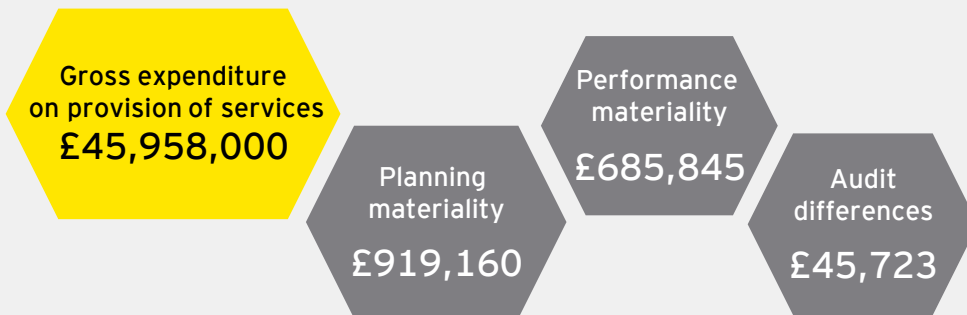 Gross expenditure
on provision of services
£45,958,000
Planning
materiality
£919,160
Performance
materiality
£685,845
Audit
differences
£45,723